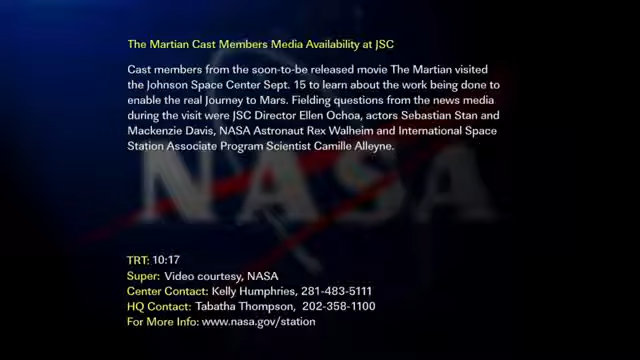 The Martian Cast Members Media Availability at JSC
Cast members from the soon-to-be released movie The Martian visited
the Johnson Space Center Sept. 15 to learn about the work being done to
enable the real Journey to Mars. Fielding questions from the news media
during the visit were JSC Director Ellen Ochoa, actors Sebastian Stan and
Mackenzie Davis, NASA Astronaut Rex Walheim and International Space
Station Associate Program Scientist Camille Alleyne.
NASA
TRT: 10:17
Super: Video courtesy, NASA
Center Contact: Kelly Humphries, 281-483-5111
HQ Contact: Tabatha Thompson, 202-358-1100
For More Info: www.nasa.gov/station